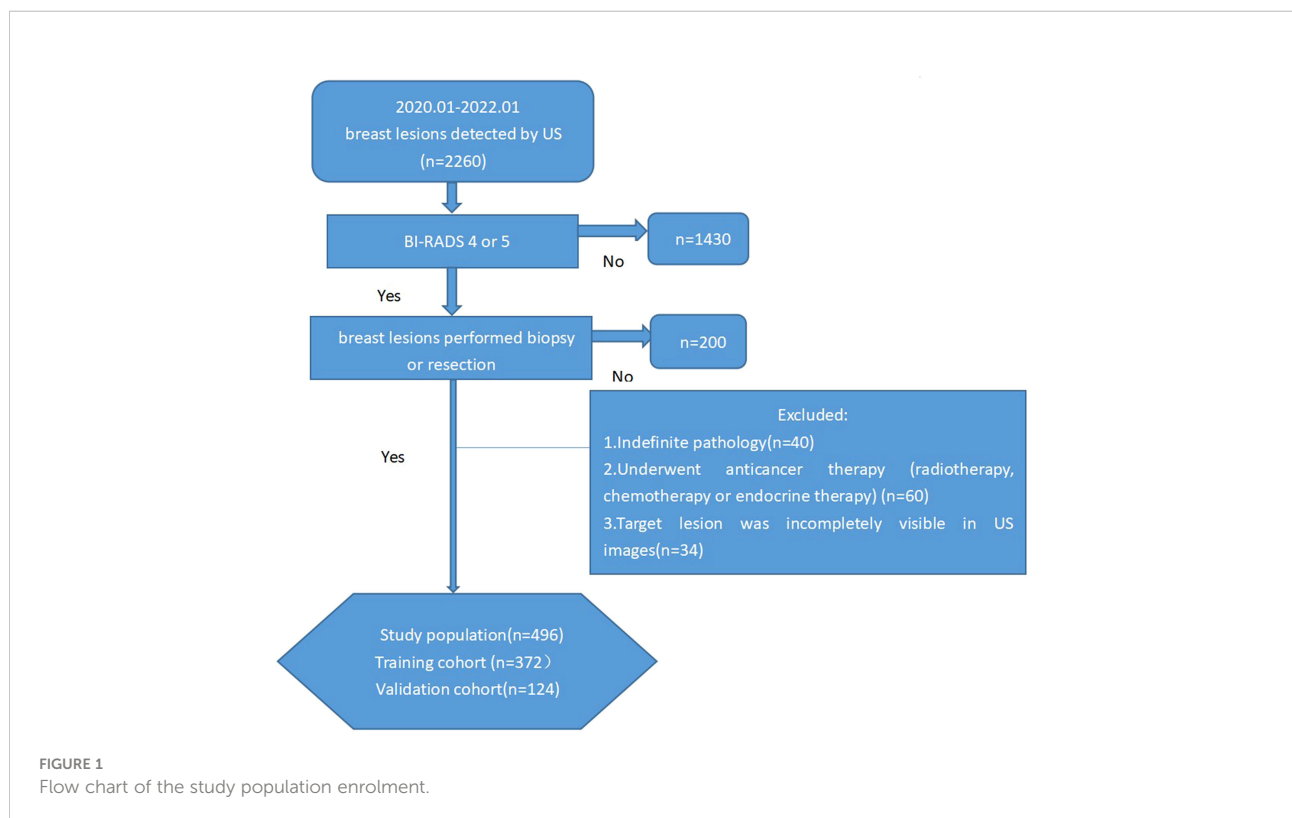 2020.01-2022.01
breast lesions detected by US
(n=2260)
BI-RADS 4 or 5
No
n=1430
Yes
breast lesions performed biopsy
or resection
No
n=200
Excluded:
1.Indefinite pathology(n=40)
2.Underwent anticancer therapy (radiotherapy,
chemotherapy or endocrine therapy) (n=60)
3.Target lesion was incompletely visible in US
images(n=34)
Yes
Study population(n=496)
Training cohort (n=372）
Validation cohort(n=124)
FIGURE 1
Flow chart of the study population enrolment.